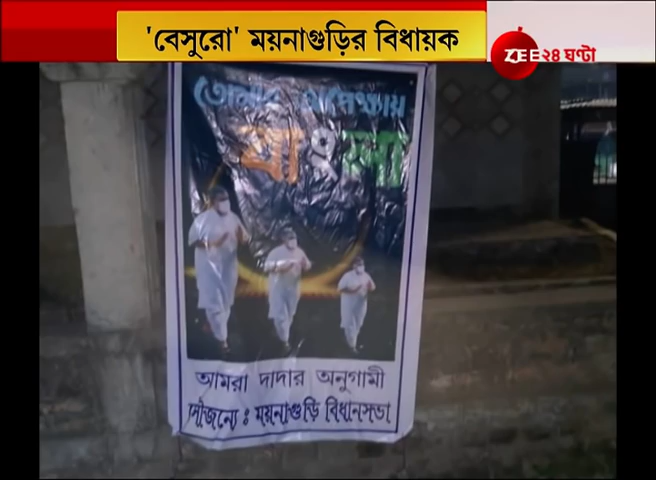 'বেসুরো' ময়নাগুড়ির বিধায়ক
ZEE ২৪ ঘণ্টা
তোমার অপেক্ষায়
বাংলা
আমরা দাদার অনুগামী
সৌজন্যে : ময়নাগুড়ি বিধানসভা